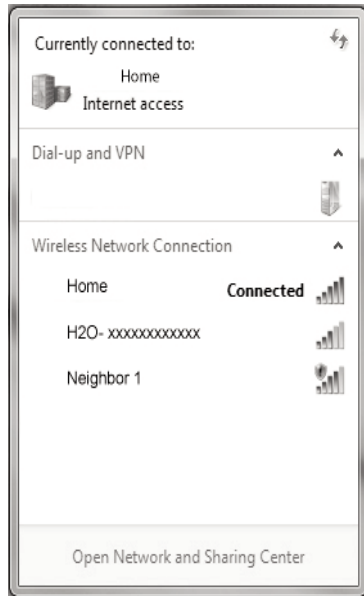 Currently connected to:
Home
Internet access
Dial-up and VPN
Wireless Network Connection
Home Connected
H2O- xxxxxxxxxxxx
Neighbor 1
Open Network and Sharing Center